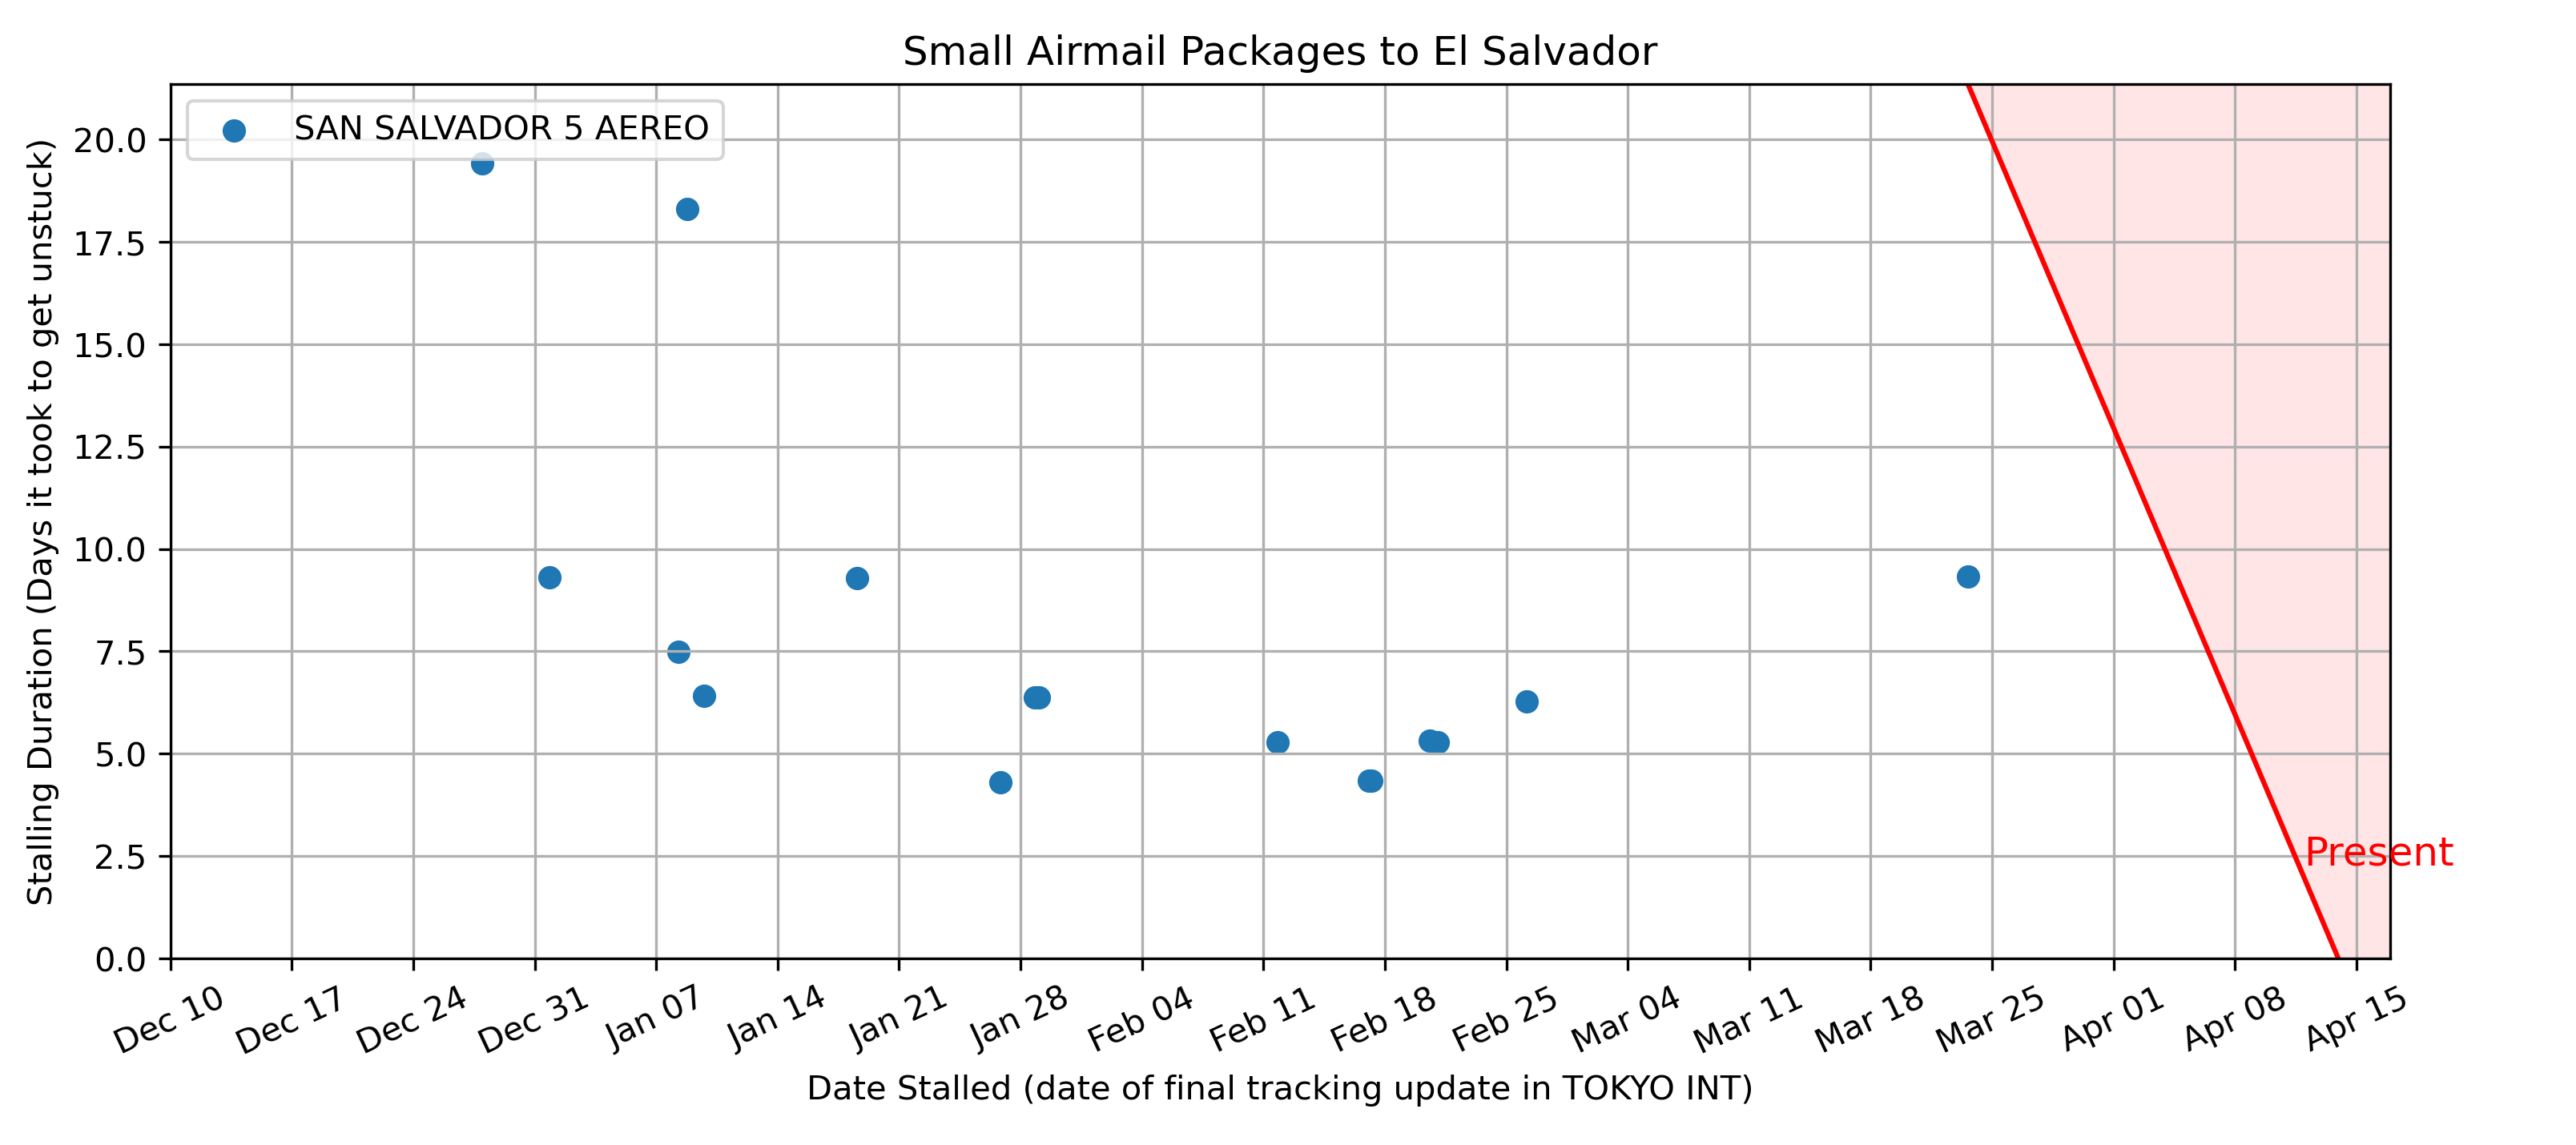 Small Airmail Packages to El Salvador
SAN SALVADOR 5 AEREO
Stalling Duration (Days it took to get unstuck)
20.0
17.5
15.0
12.5
10.0
7.5
5.0
2.5
0.0
Present
Dec 10 Dec 17 Dec 24 Dec 31 Jan 07 Jan 14 Jan 21 Jan 28 Feb 04 Feb 11 Feb 18 Feb 25 Mar 04 Mar 11 Mar 18 Mar 25 Apr 01 Apr 08 Apr 15
Date Stalled (date of final tracking update in TOKYO INT)